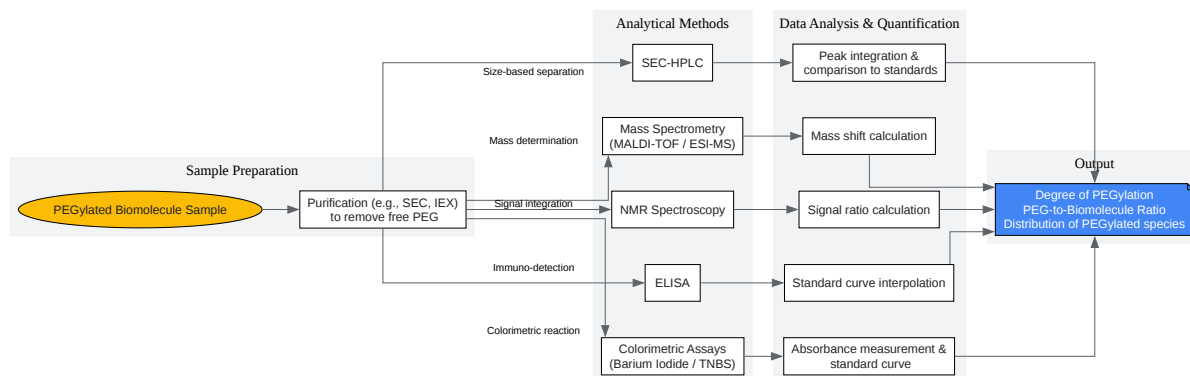 Analytical Methods
Data Analysis & Quantification
Size-based separation
SEC-HPLC
Peak integration &
comparison to standards
Mass determination
Mass Spectrometry
(MALDI-TOF / ESI-MS)
Mass shift calculation
Sample Preparation
Output
PEGylated Biomolecule Sample
Purification (e.g., SEC, IEX)
to remove free PEG
Signal integration
NMR Spectroscopy
Signal ratio calculation
Degree of PEGylation
PEG-to-Biomolecule Ratio
Distribution of PEGylated species
Immuno-detection
ELISA
Standard curve interpolation
Colorimetric reaction
Colorimetric Assays
(Barium Iodide / TNBS)
Absorbance measurement &
standard curve